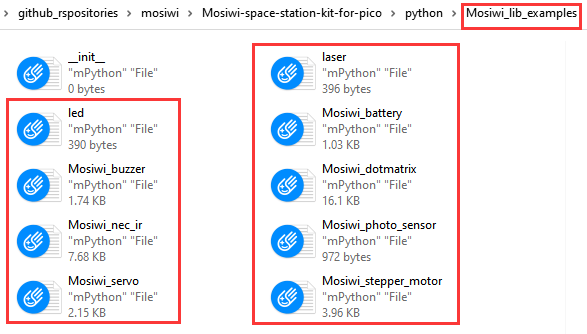 github_rspositories > mosiwi > Mosiwi-space-station-kit-for-pico > python > Mosiwi_lib_examples
__init__
"mPython" "File"
0 bytes
laser
"mPython" "File"
396 bytes
led
"mPython" "File"
390 bytes
Mosiwi_battery
"mPython" "File"
1.03 KB
Mosiwi_buzzer
"mPython" "File"
1.74 KB
Mosiwi_dotmatrix
"mPython" "File"
16.1 KB
Mosiwi_nec_ir
"mPython" "File"
7.68 KB
Mosiwi_photo_sensor
"mPython" "File"
972 bytes
Mosiwi_servo
"mPython" "File"
2.15 KB
Mosiwi_stepper_motor
"mPython" "File"
3.96 KB